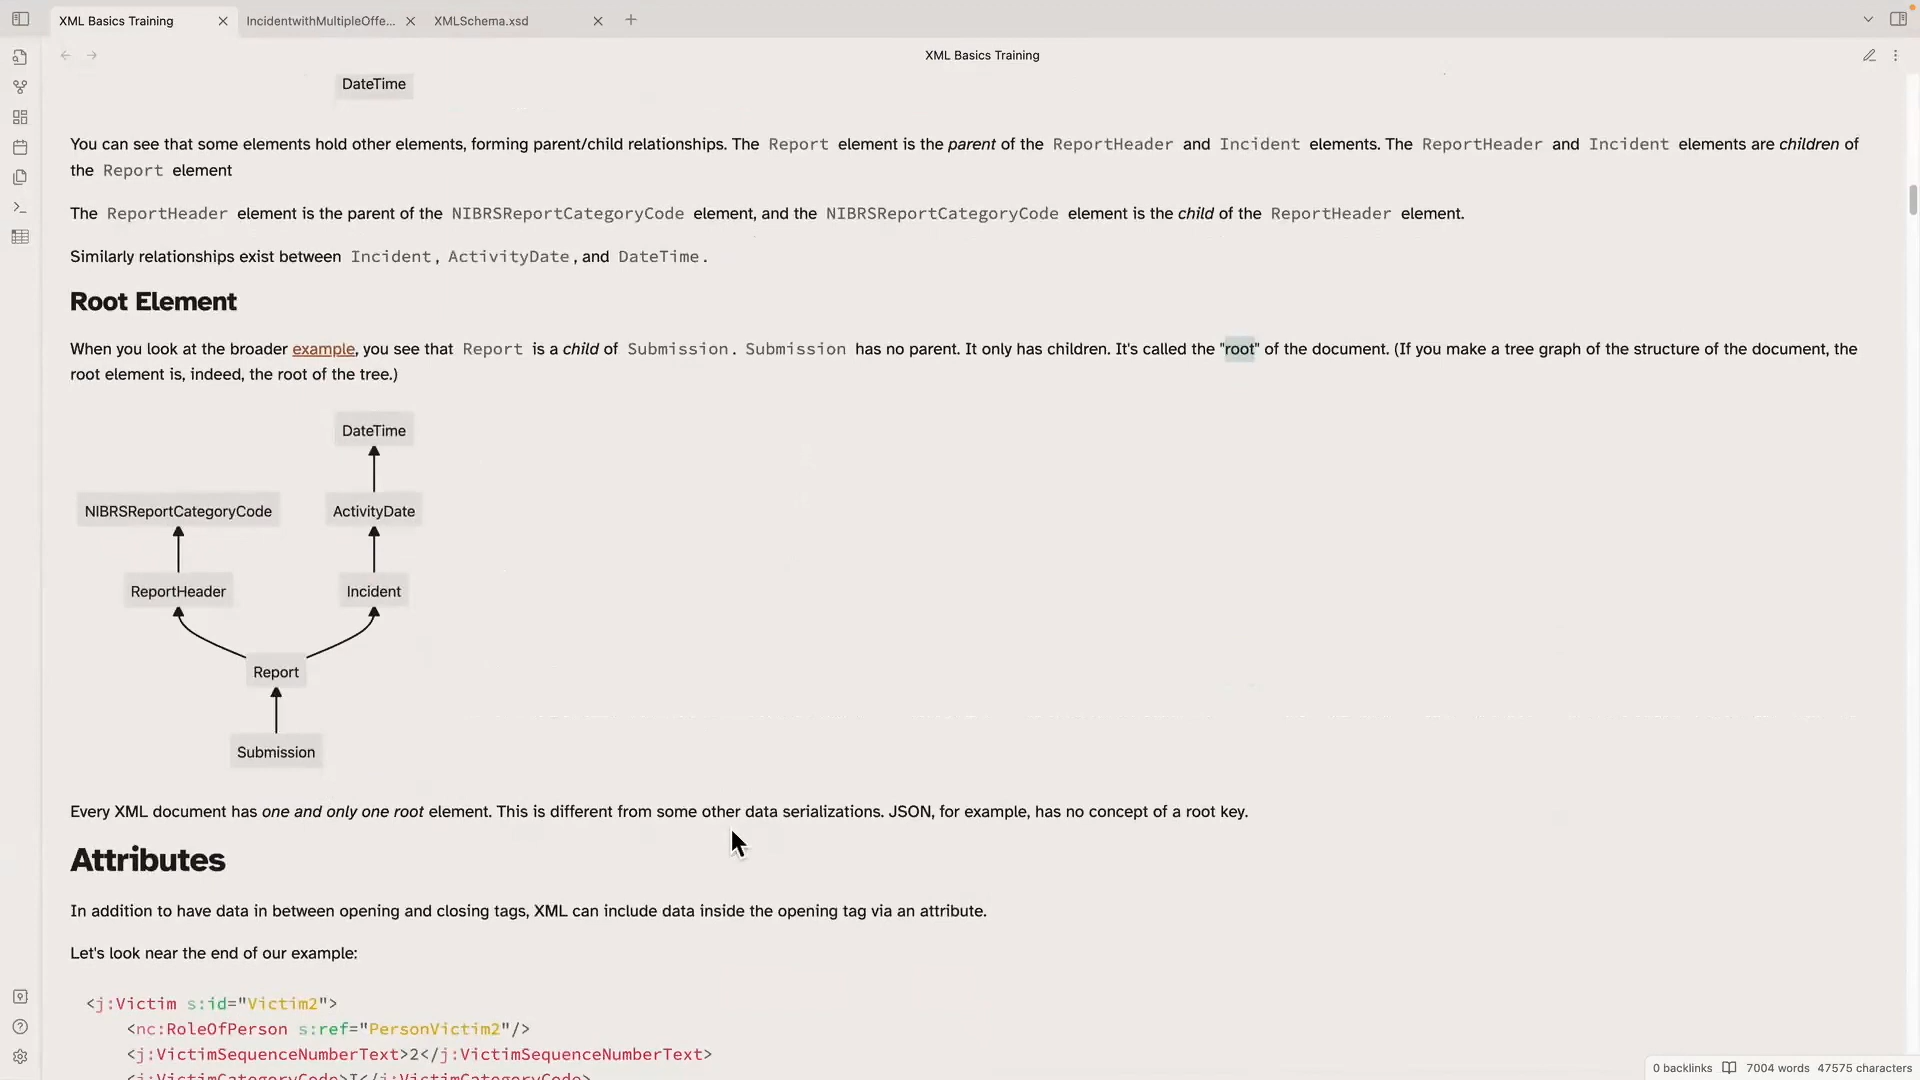 XML Basics Training
IncidentwithMultipleOffe...
XMLSchema.xsd
XML Basics Training
DateTime
You can see that some elements hold other elements, forming parent/child relationships. The Report element is the parent of the ReportHeader and Incident elements. The ReportHeader and Incident elements are children of
the Report element
The ReportHeader element is the parent of the NIBRSReportCategoryCode element, and the NIBRSReportCategoryCode element is the child of the ReportHeader element.
Similarly relationships exist between Incident, ActivityDate, and DateTime.
Root Element
When you look at the broader example, you see that Report is a child of Submission. Submission has no parent. It only has children. It's called the "root" of the document. (If you make a tree graph of the structure of the document, the
root element is, indeed, the root of the tree.)
DateTime
NIBRSReportCategoryCode
ActivityDate
ReportHeader
Incident
Report
Submission
Every XML document has one and only one root element. This is different from some other data serializations. JSON, for example, has no concept of a root key.
Attributes
In addition to have data in between opening and closing tags, XML can include data inside the opening tag via an attribute.
Let's look near the end of our example:
<j:Victim s:id="Victim2">
<nc:RoleOfPerson s:ref="PersonVictim2"/>
<j:VictimSequenceNumberText>2</j:VictimSequenceNumberText>
<j:VictimCategoryCode>I</j:VictimCategoryCode>
0 backlinks
7004 words
47575 characters